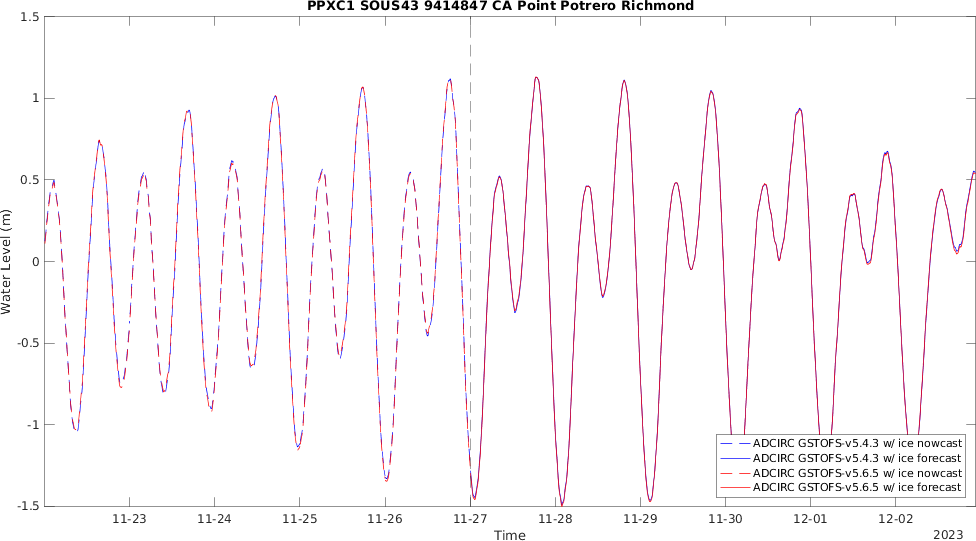 PPXC1 SOUS43 9414847 CA Point Potrero Richmond
1.5
1
0.5
0
-0.5
-1
-1.5
Water Level (m)
11-23
11-24
11-25
11-26
11-27
11-28
11-29
11-30
12-01
12-02
Time
2023
ADCIRC GSTOFS-v5.4.3 w/ ice nowcast
ADCIRC GSTOFS-v5.4.3 w/ ice forecast
ADCIRC GSTOFS-v5.6.5 w/ ice nowcast
ADCIRC GSTOFS-v5.6.5 w/ ice forecast